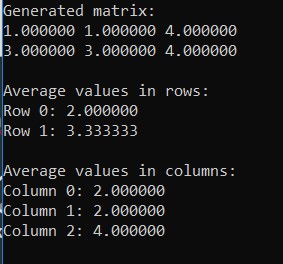 Generated matrix:
1.000000 1.000000 4.000000
3.000000 3.000000 4.000000
Average values in rows:
Row 0: 2.000000
Row 1: 3.333333
Average values in columns:
Column 0: 2.000000
Column 1: 2.000000
Column 2: 4.000000